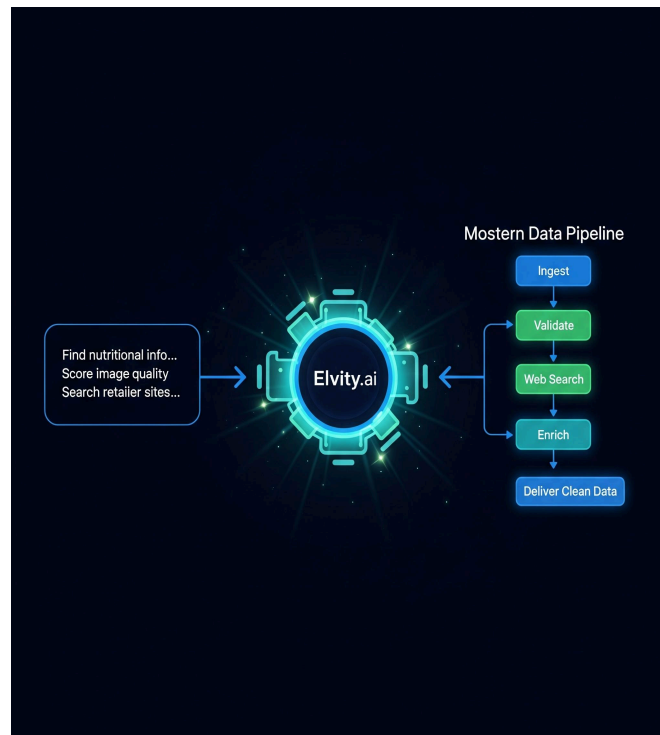 Mostern Data Pipeline
Ingest
Validate
Web Search
Enrich
Deliver Clean Data
Find nutritional info...
Score image quality
Search retaiier sites...
Elvity.ai